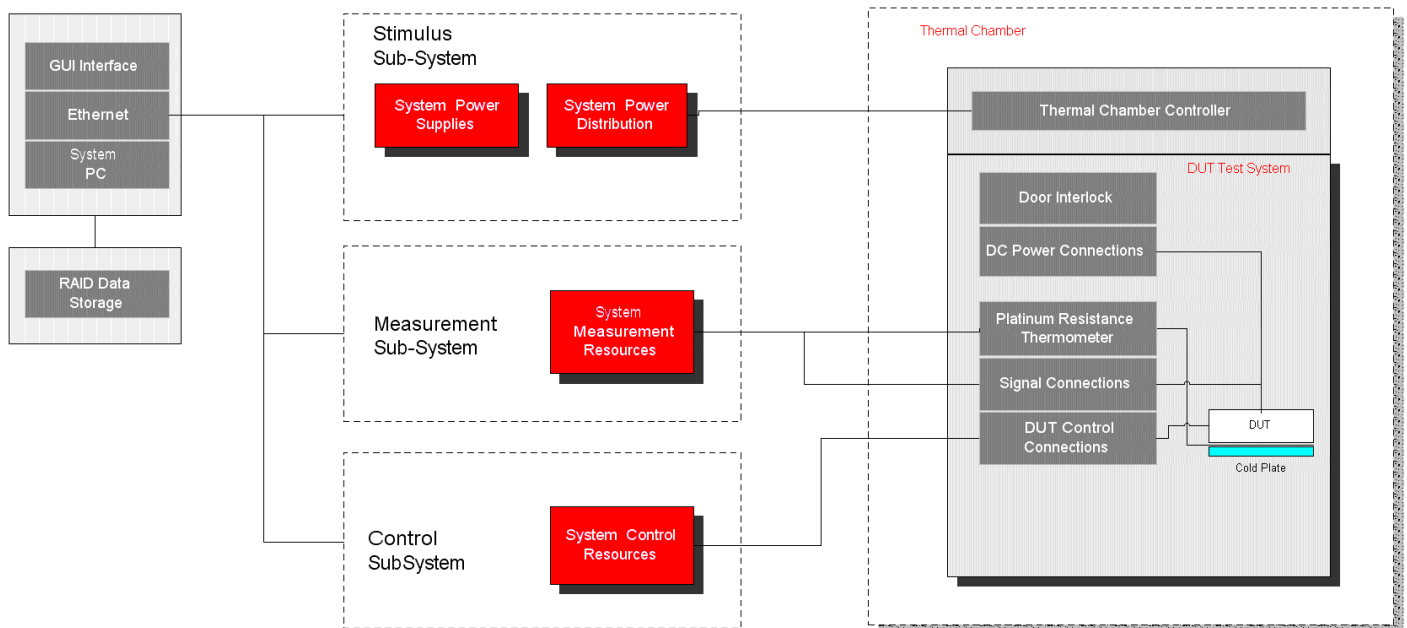 GUI Interface
Ethernet
System
PC
RAID Data
Storage
Stimulus
Sub-System
System Power
Supplies
System Power
Distribution
Measurement
Sub-System
System
Measurement
Resources
Control
SubSystem
System Control
Resources
Thermal Chamber
Thermal Chamber Controller
DUT Test System
Door Interlock
DC Power Connections
Platinum Resistance
Thermometer
Signal Connections
DUT Control
Connections
DUT
Cold Plate